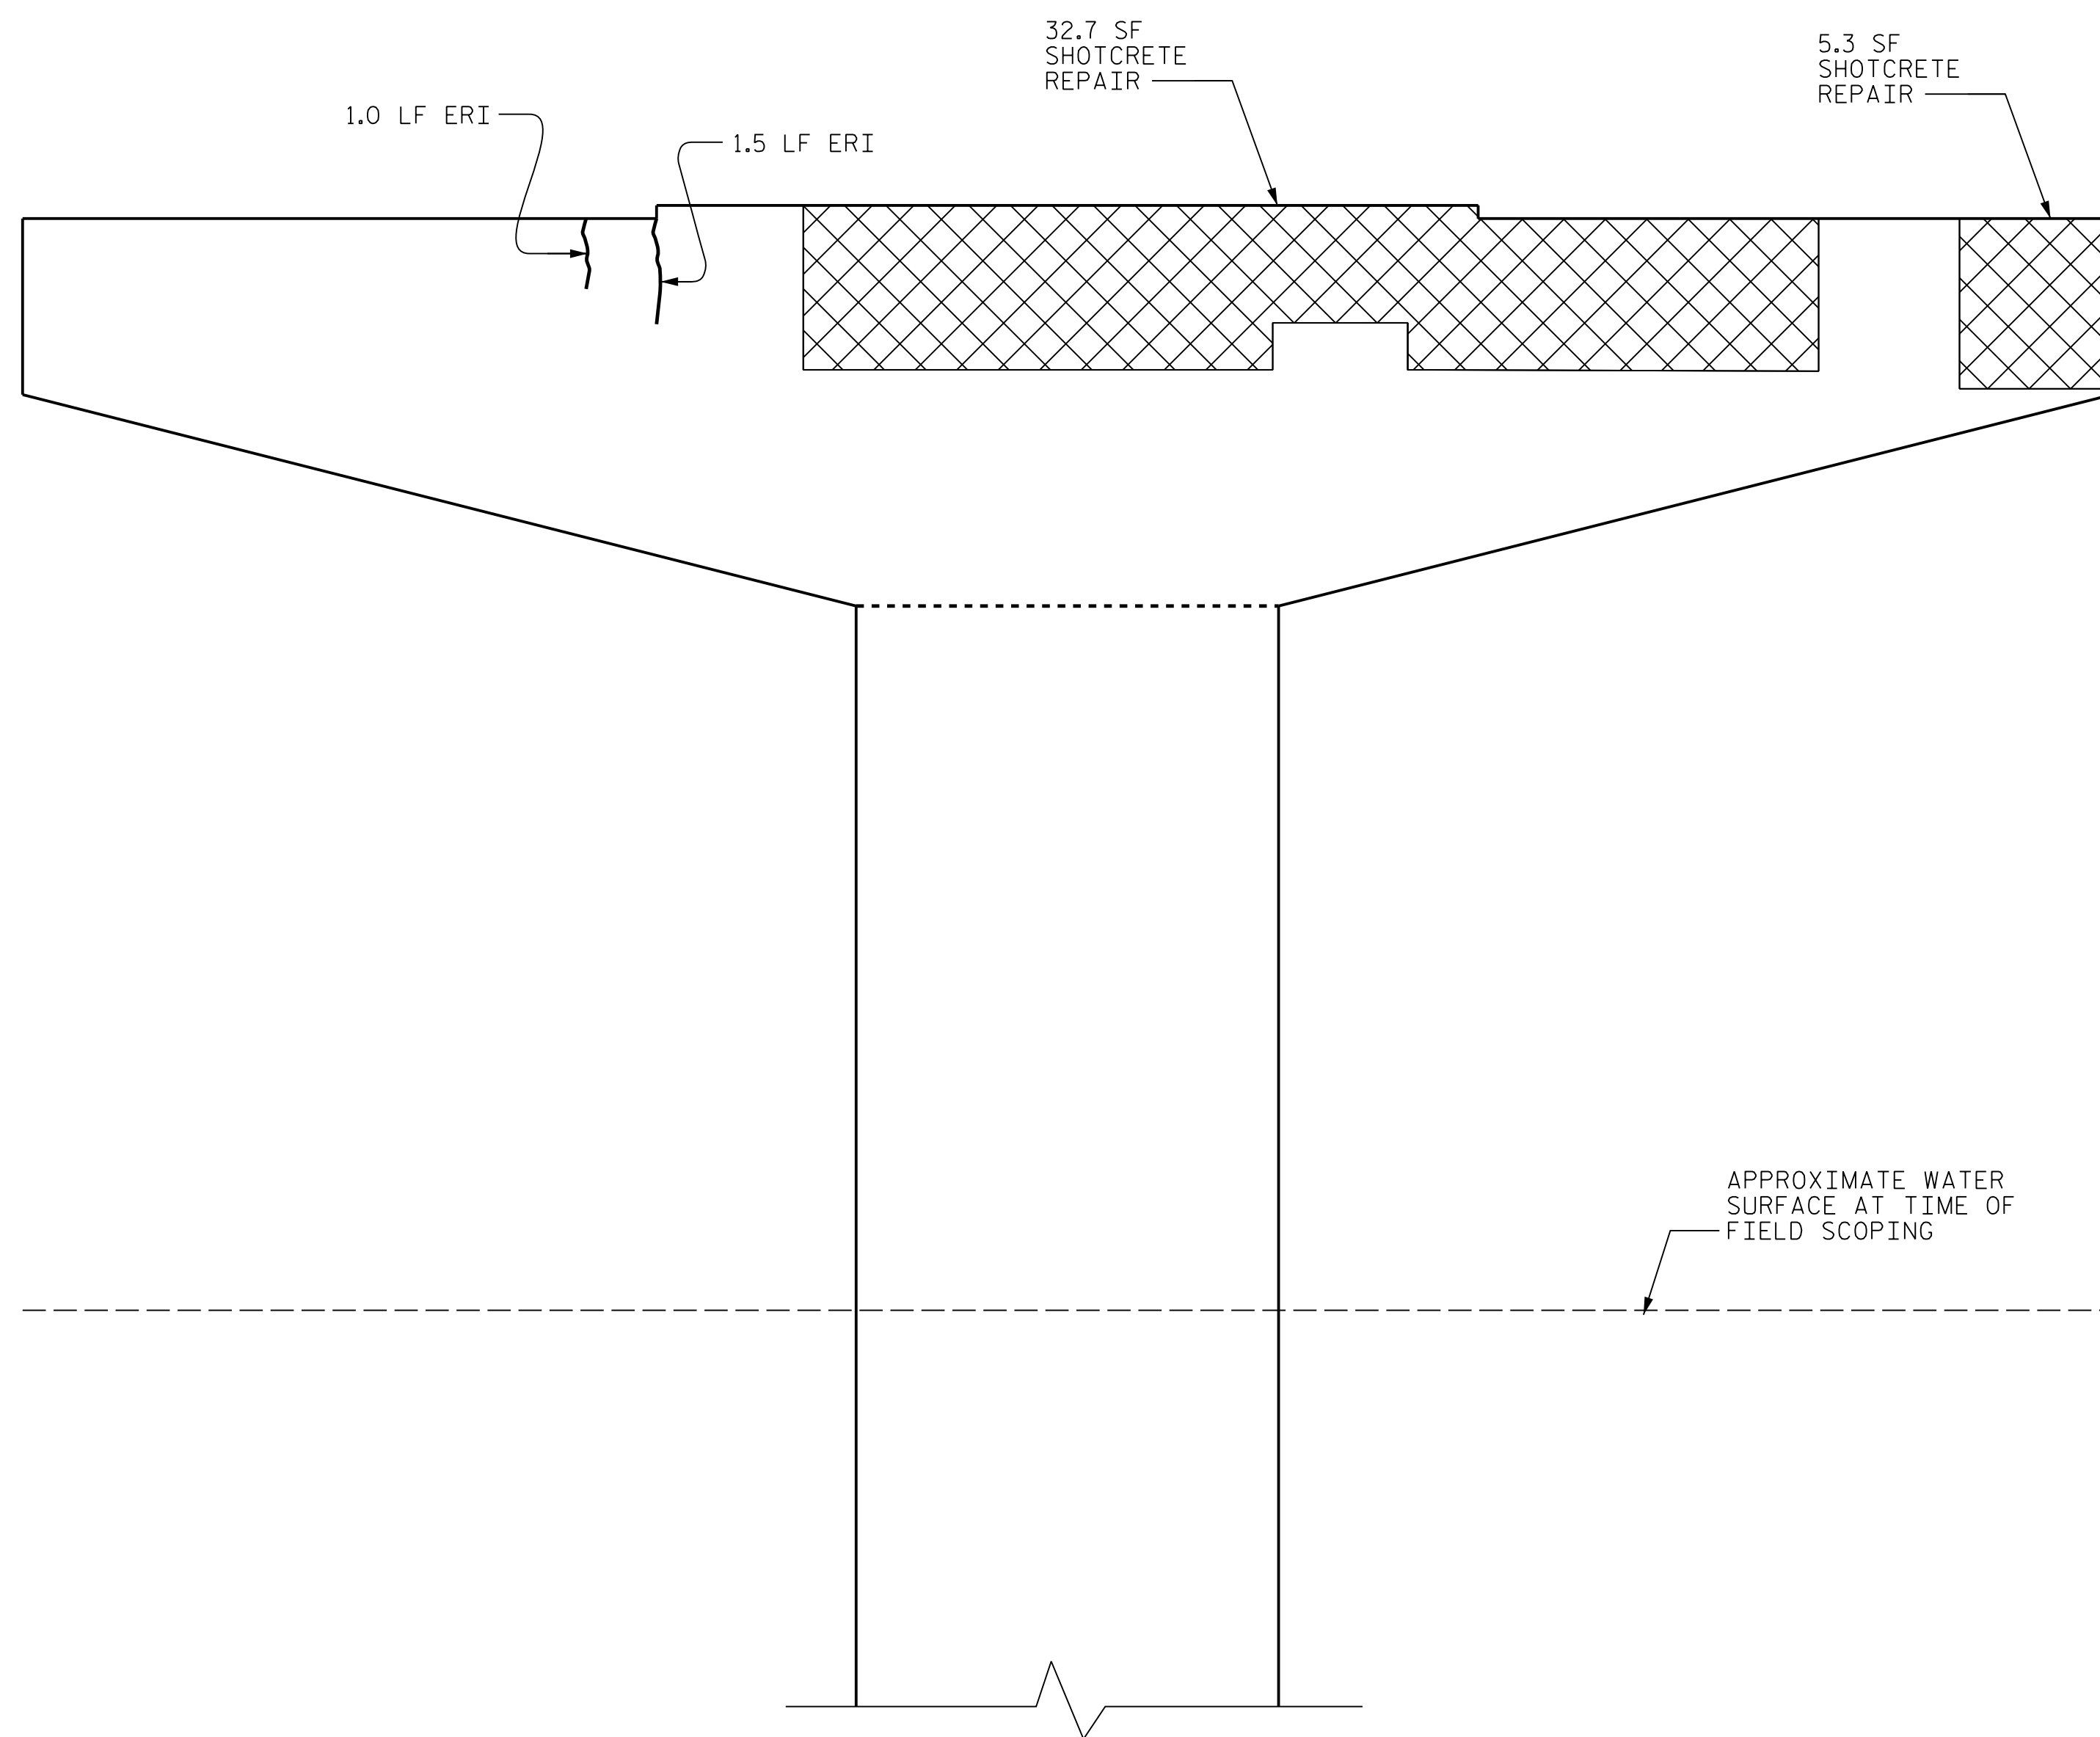 32.7 SF
SHOTCRETE
REPAIR
5.3 SF
SHOTCRETE
REPAIR
1.0 LF ERI
1.5 LF ERI
APPROXIMATE WATER
SURFACE AT TIME OF
FIELD SCOPING